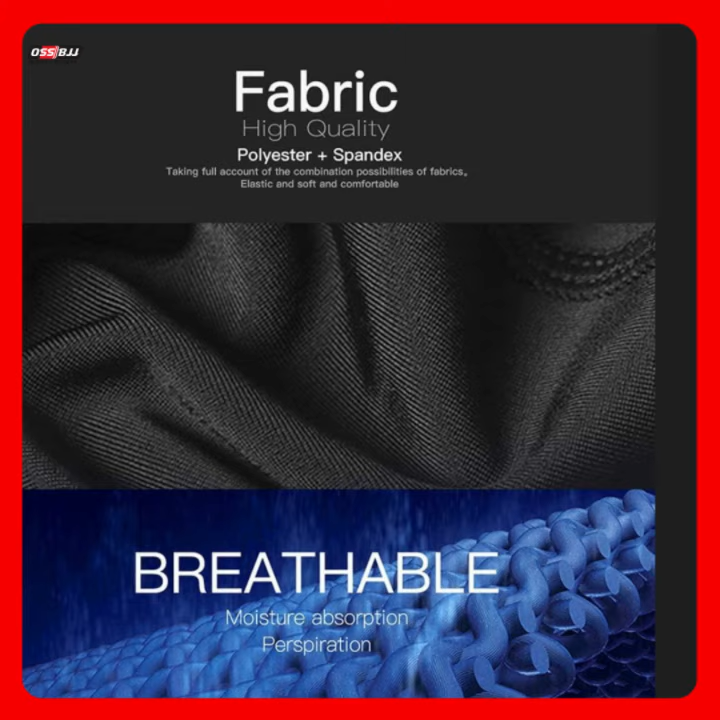 OSS BJJ
Fabric
High Quality
Polyester + Spandex
Taking full account of the combination possibilities of fabrics。
Elastic and soft and comfortable
BREATHABLE
Moisture absorption
Perspiration